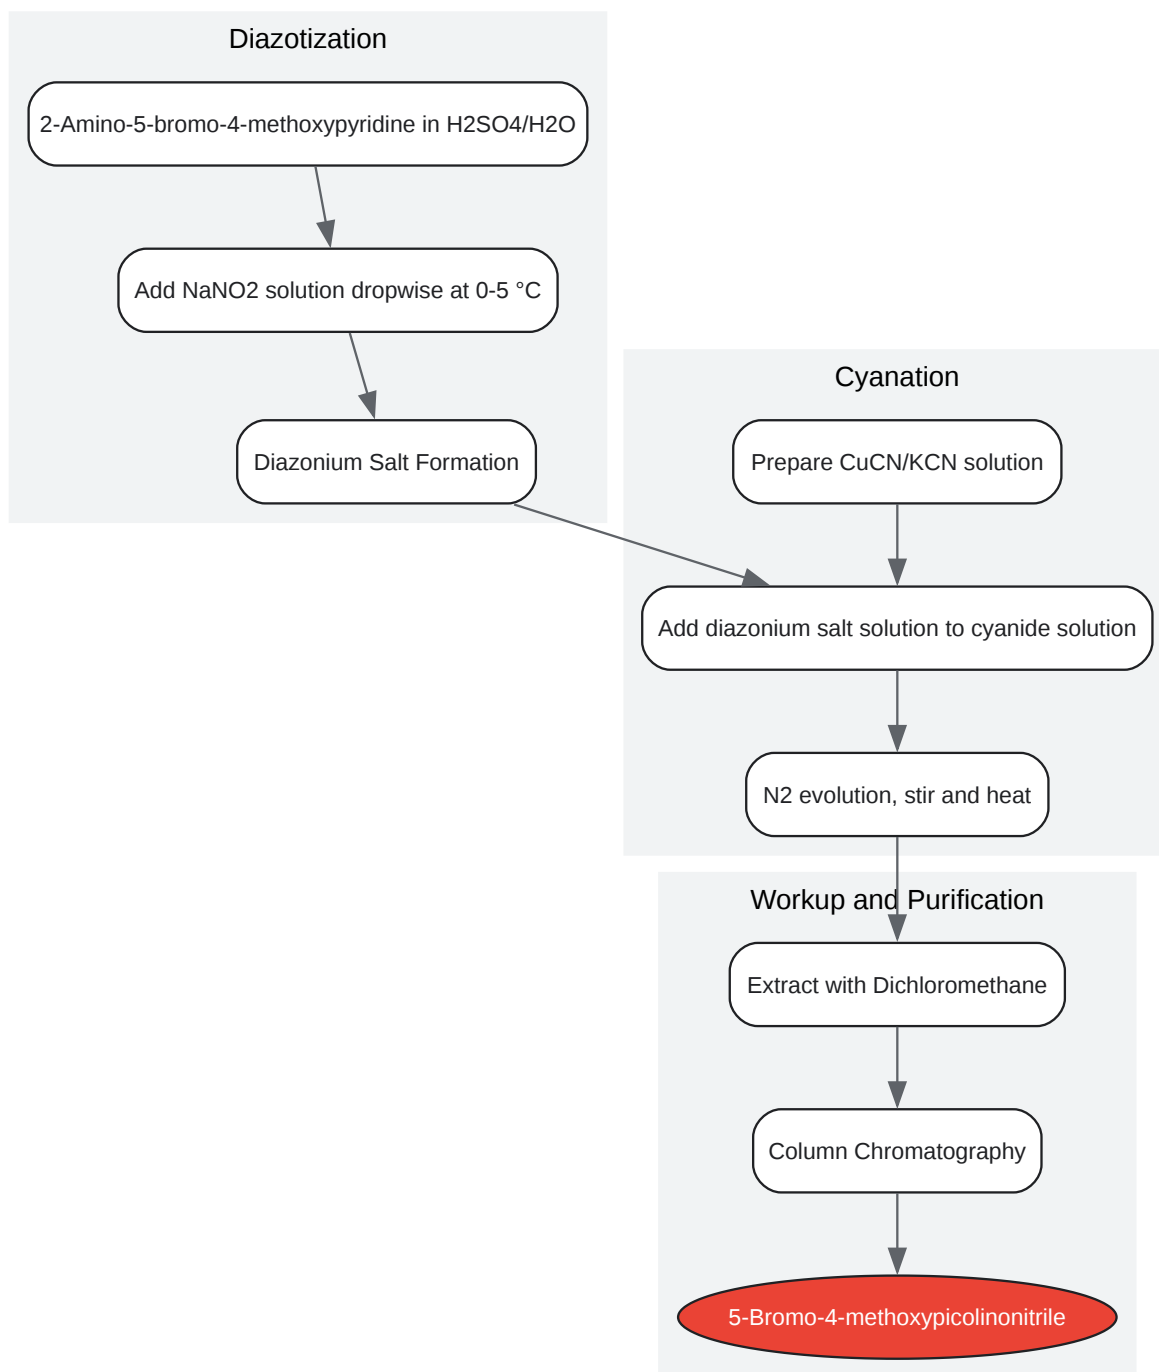 Diazotization
2-Amino-5-bromo-4-methoxypyridine in H2SO4/H2O
Add NaNO2 solution dropwise at 0-5 °C
Diazonium Salt Formation
Cyanation
Prepare CuCN/KCN solution
Add diazonium salt solution to cyanide solution
N2 evolution, stir and heat
Workup and Purification
Extract with Dichloromethane
Column Chromatography
5-Bromo-4-methoxypicolinonitrile